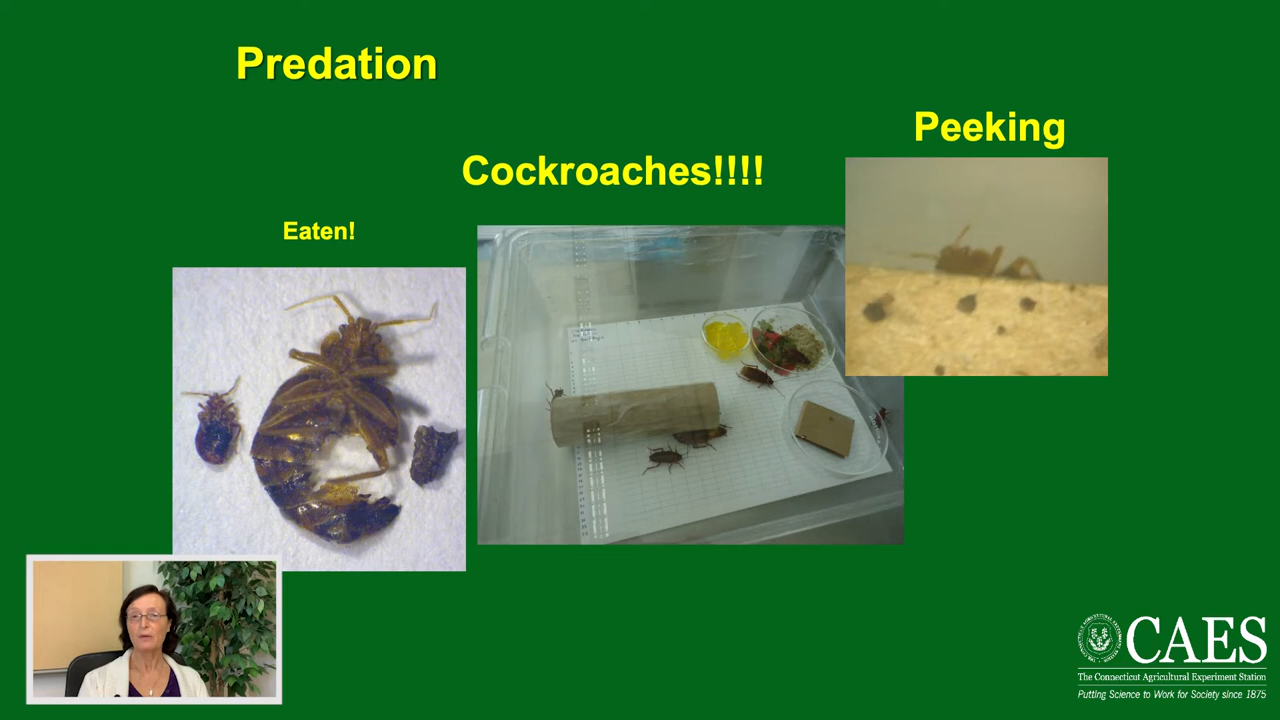 Predation
Peeking
Cockroaches!!!!
Eaten!
CAES
The Connecticut Agricultural Experiment Station
Putting Science to Work for Society since 1875